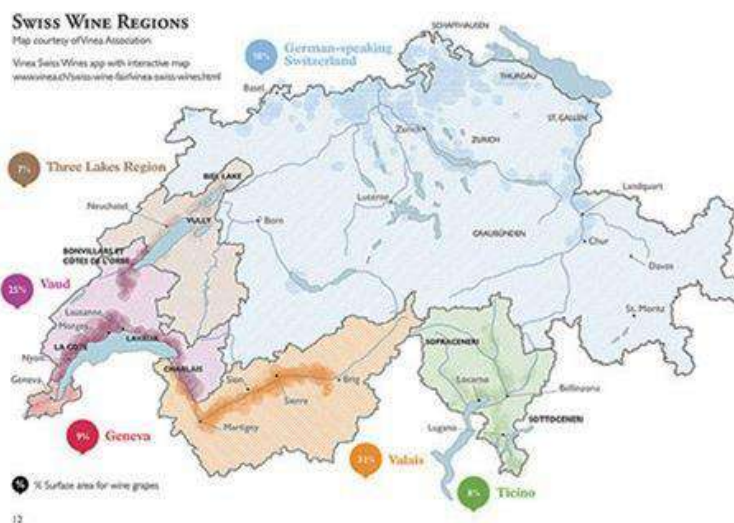 SWISS WINE REGIONS
Map courtesy of Vinea Association
Vinea Swiss Wines app with interactive map
www.vinea.ch/swiss-wine-fair/vinea-swiss-wines.html
SCHAFFHAUSEN
German-speaking
Switzerland
THURGAU
Basel
ST. GALLEN
Zurich
ZURICH
7%
Three Lakes Region
BIEL LAKE
Landquart
Neuchatel
Lucerne
VULLY
Bern
GRAUBÜNDEN
Chur
BONVILLARS ET
CÔTES DE L'ORBE
Davos
25%
Vaud
Lausanne
St. Moritz
Morges
SOPRACENERI
LA CÔTE
LAVAUX
Nyon
CHABLAIS
Sion
Brig
Locarno
Bellinzona
Geneva
Sierre
SOTTOCENERI
Martigny
Lugano
9%
Geneva
Valais
8%
Ticino
%
% Surface area for wine grapes
12